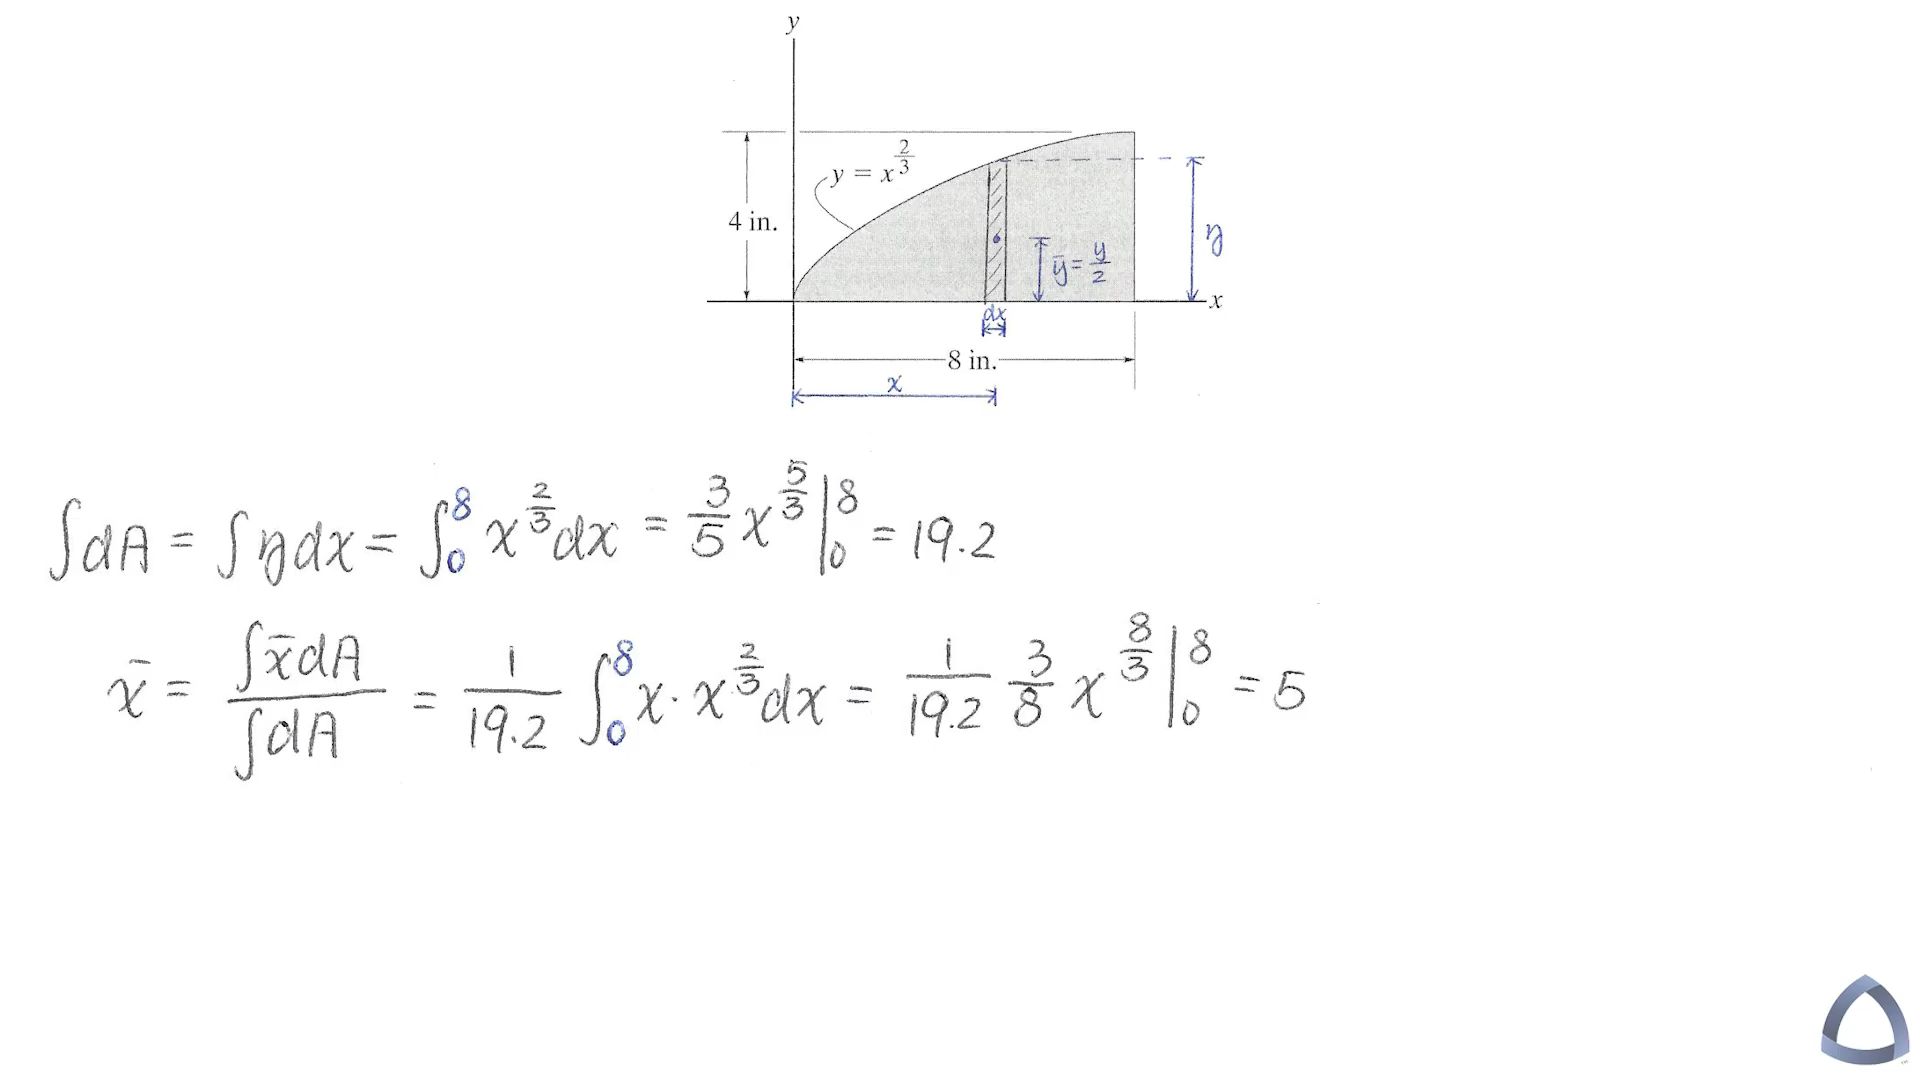 y
y = x^{2/3}
4 in.
y
ȳ = y/2
x
dx
8 in.
x
∫dA = ∫ydx = ∫₀⁸ x^{2/3} dx = 3/5 x^{5/3} |₀⁸ = 19.2
x̄ = ∫x̄dA / ∫dA = 1/19.2 ∫₀⁸ x · x^{2/3} dx = 1/19.2 3/8 x^{8/3} |₀⁸ = 5